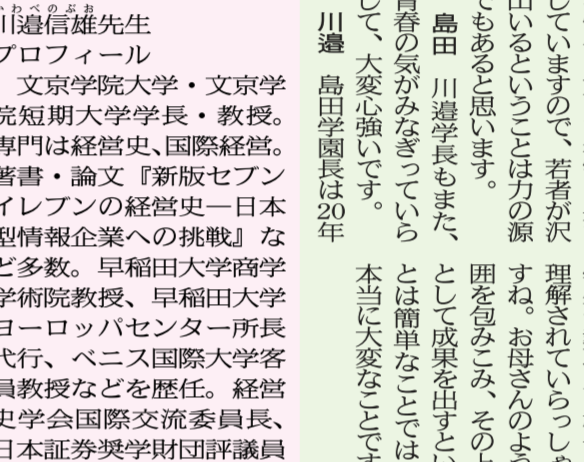 わべのぶお
川邉信雄先生
プロフィール
文京学院大学・文京学
院短期大学学長・教授。
専門は経営史、国際経営。
著書・論文『新版セブン
イレブンの経営史―日本
型情報企業への挑戦』な
ど多数。早稲田大学商学
学術院教授、早稲田大学
ヨーロッパセンター所長
代行、ベニス国際大学客
員教授などを歴任。経営
史学会国際交流委員長、
日本証券奨学財団評議員
していますので、若者が沢
山いるということは力の源
でもあると思います。
島田　川邉学長もまた、
青春の気がみなぎっていら
して、大変心強いです。
川邉　島田学園長は20年
理解されていらっしゃ
すね。お母さんのよう
囲を包みこみ、その上
として成果を出すとい
とは簡単なことでは
本当に大変なことです